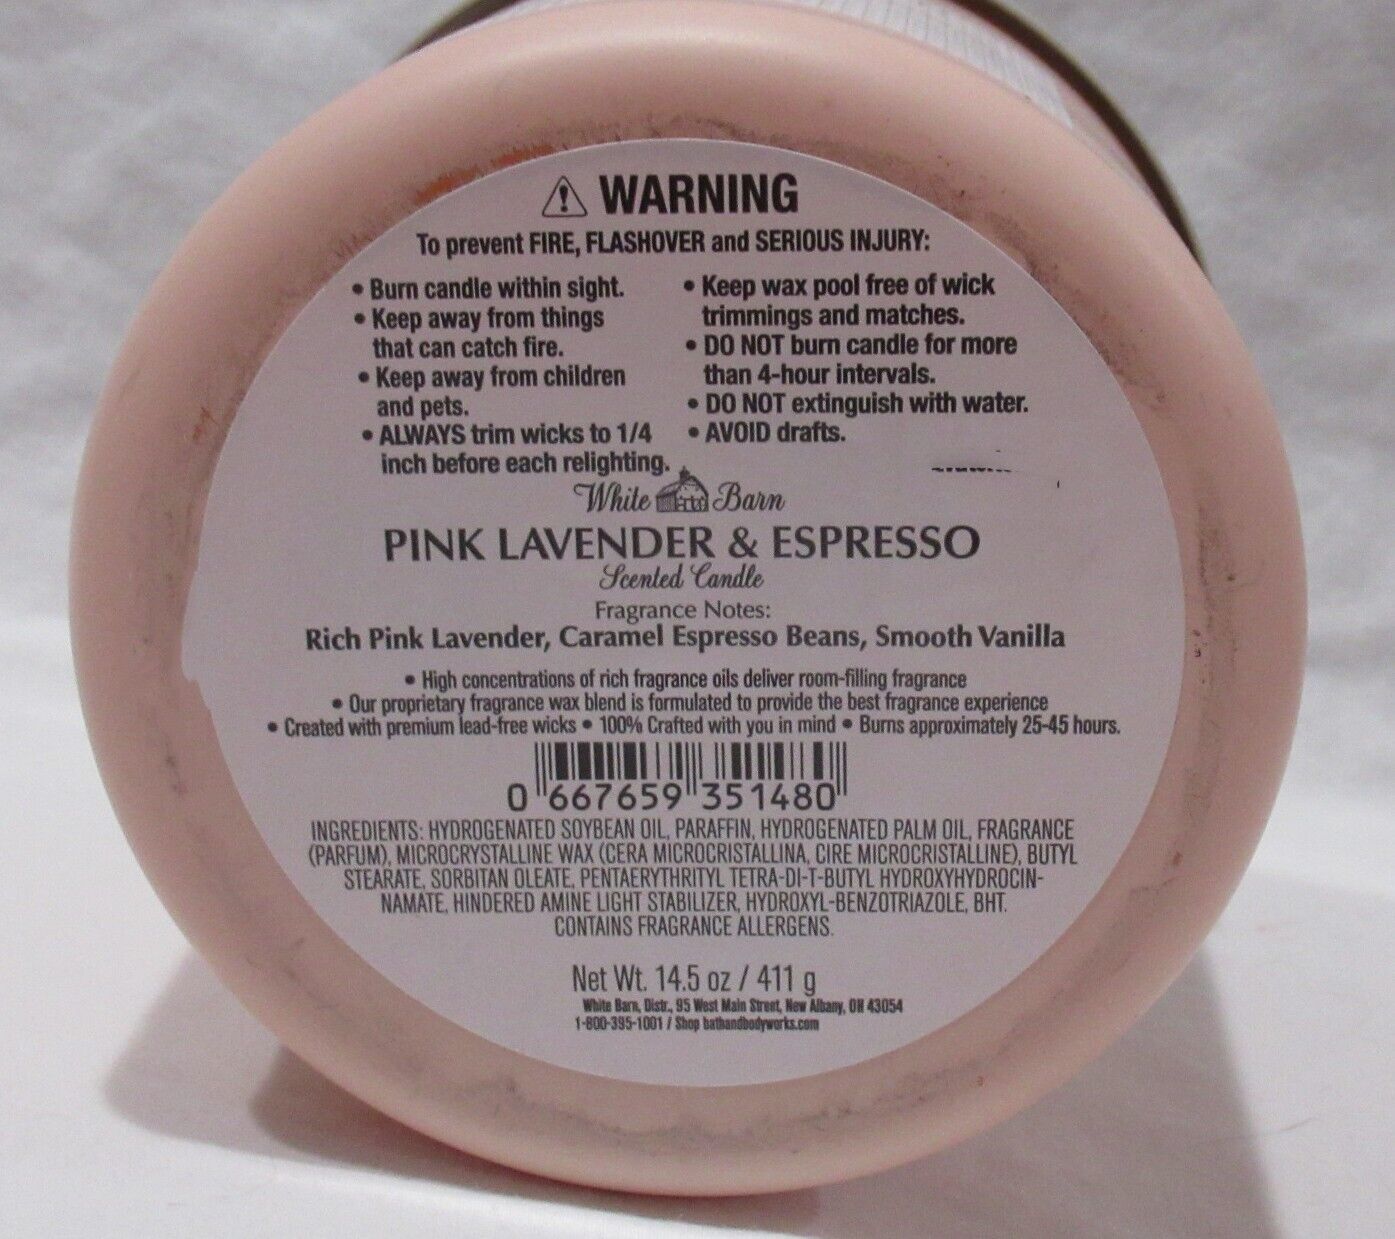 WARNING
To prevent FIRE, FLASHOVER and SERIOUS INJURY:
• Burn candle within sight.
• Keep away from things
that can catch fire.
• Keep away from children
and pets.
• ALWAYS trim wicks to 1/4
inch before each relighting.
• Keep wax pool free of wick
trimmings and matches.
• DO NOT burn candle for more
than 4-hour intervals.
• DO NOT extinguish with water.
• AVOID drafts.
White Barn
PINK LAVENDER & ESPRESSO
Scented Candle
Fragrance Notes:
Rich Pink Lavender, Caramel Espresso Beans, Smooth Vanilla
• High concentrations of rich fragrance oils deliver room-filling fragrance
• Our proprietary fragrance wax blend is formulated to provide the best fragrance experience
• Created with premium lead-free wicks • 100% Crafted with you in mind • Burns approximately 25-45 hours.
0 667659 351480
INGREDIENTS: HYDROGENATED SOYBEAN OIL, PARAFFIN, HYDROGENATED PALM OIL, FRAGRANCE
(PARFUM), MICROCRYSTALLINE WAX (CERA MICROCRISTALLINA, CIRE MICROCRISTALLINE), BUTYL
STEARATE, SORBITAN OLEATE, PENTAERYTHRITYL TETRA-DI-T-BUTYL HYDROXYHYDROCIN-
NAMATE, HINDERED AMINE LIGHT STABILIZER, HYDROXYL-BENZOTRIAZOLE, BHT.
CONTAINS FRAGRANCE ALLERGENS.
Net Wt. 14.5 oz / 411 g
White Barn, Distr., 95 West Main Street, New Albany, OH 43054
1-800-395-1001 / Shop bathandbodyworks.com